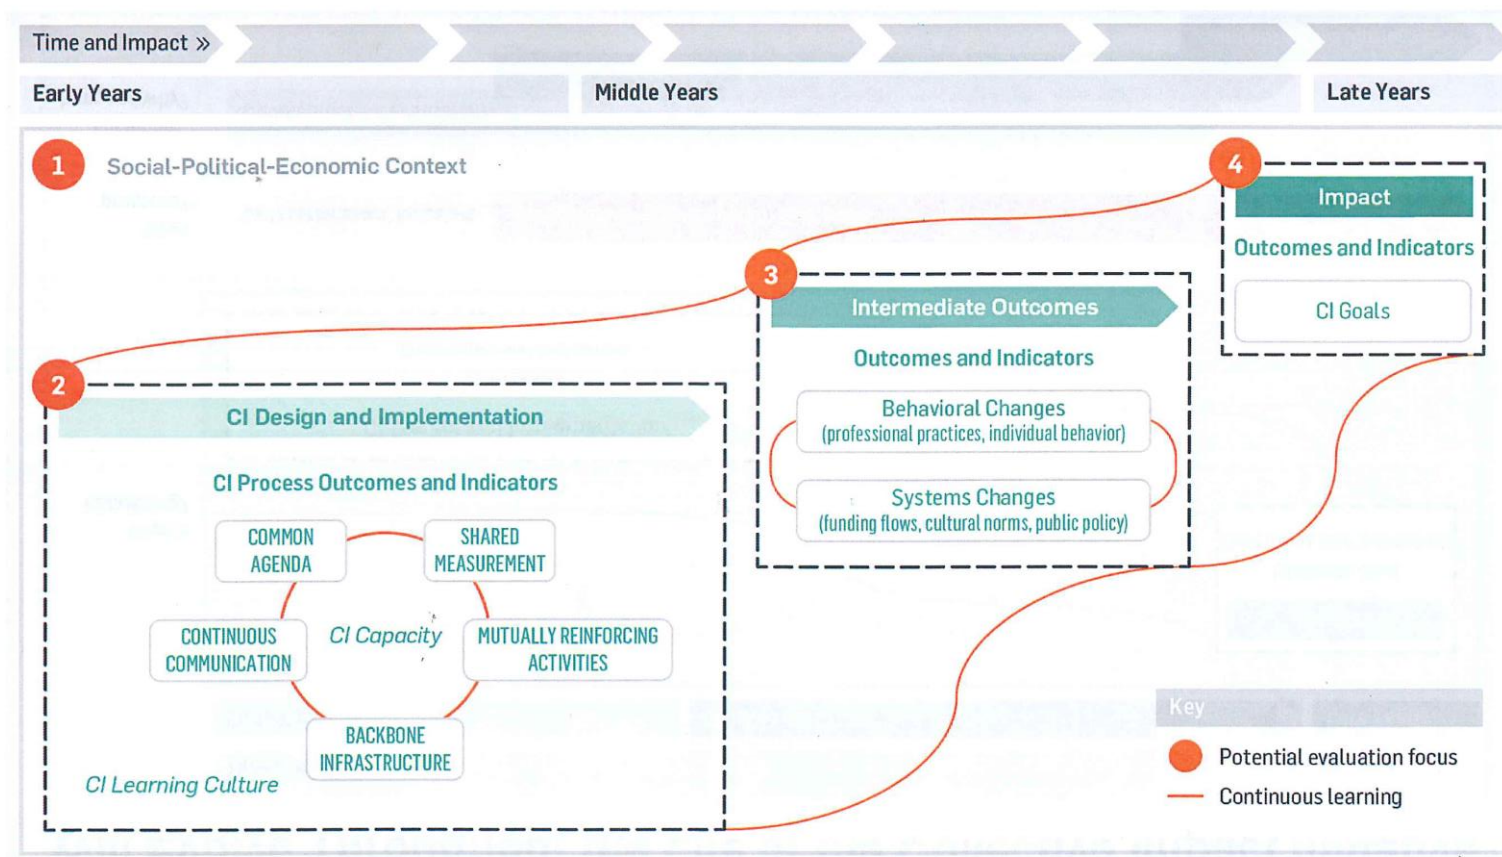 Time and Impact »
Early Years
Middle Years
Late Years
1
Social-Political-Economic Context
4
Impact
Outcomes and Indicators
CI Goals
3
Intermediate Outcomes
Outcomes and Indicators
Behavioral Changes
(professional practices, individual behavior)
Systems Changes
(funding flows, cultural norms, public policy)
2
CI Design and Implementation
CI Process Outcomes and Indicators
COMMON
AGENDA
SHARED
MEASUREMENT
CONTINUOUS
COMMUNICATION
CI Capacity
MUTUALLY REINFORCING
ACTIVITIES
BACKBONE
INFRASTRUCTURE
CI Learning Culture
Key
Potential evaluation focus
Continuous learning